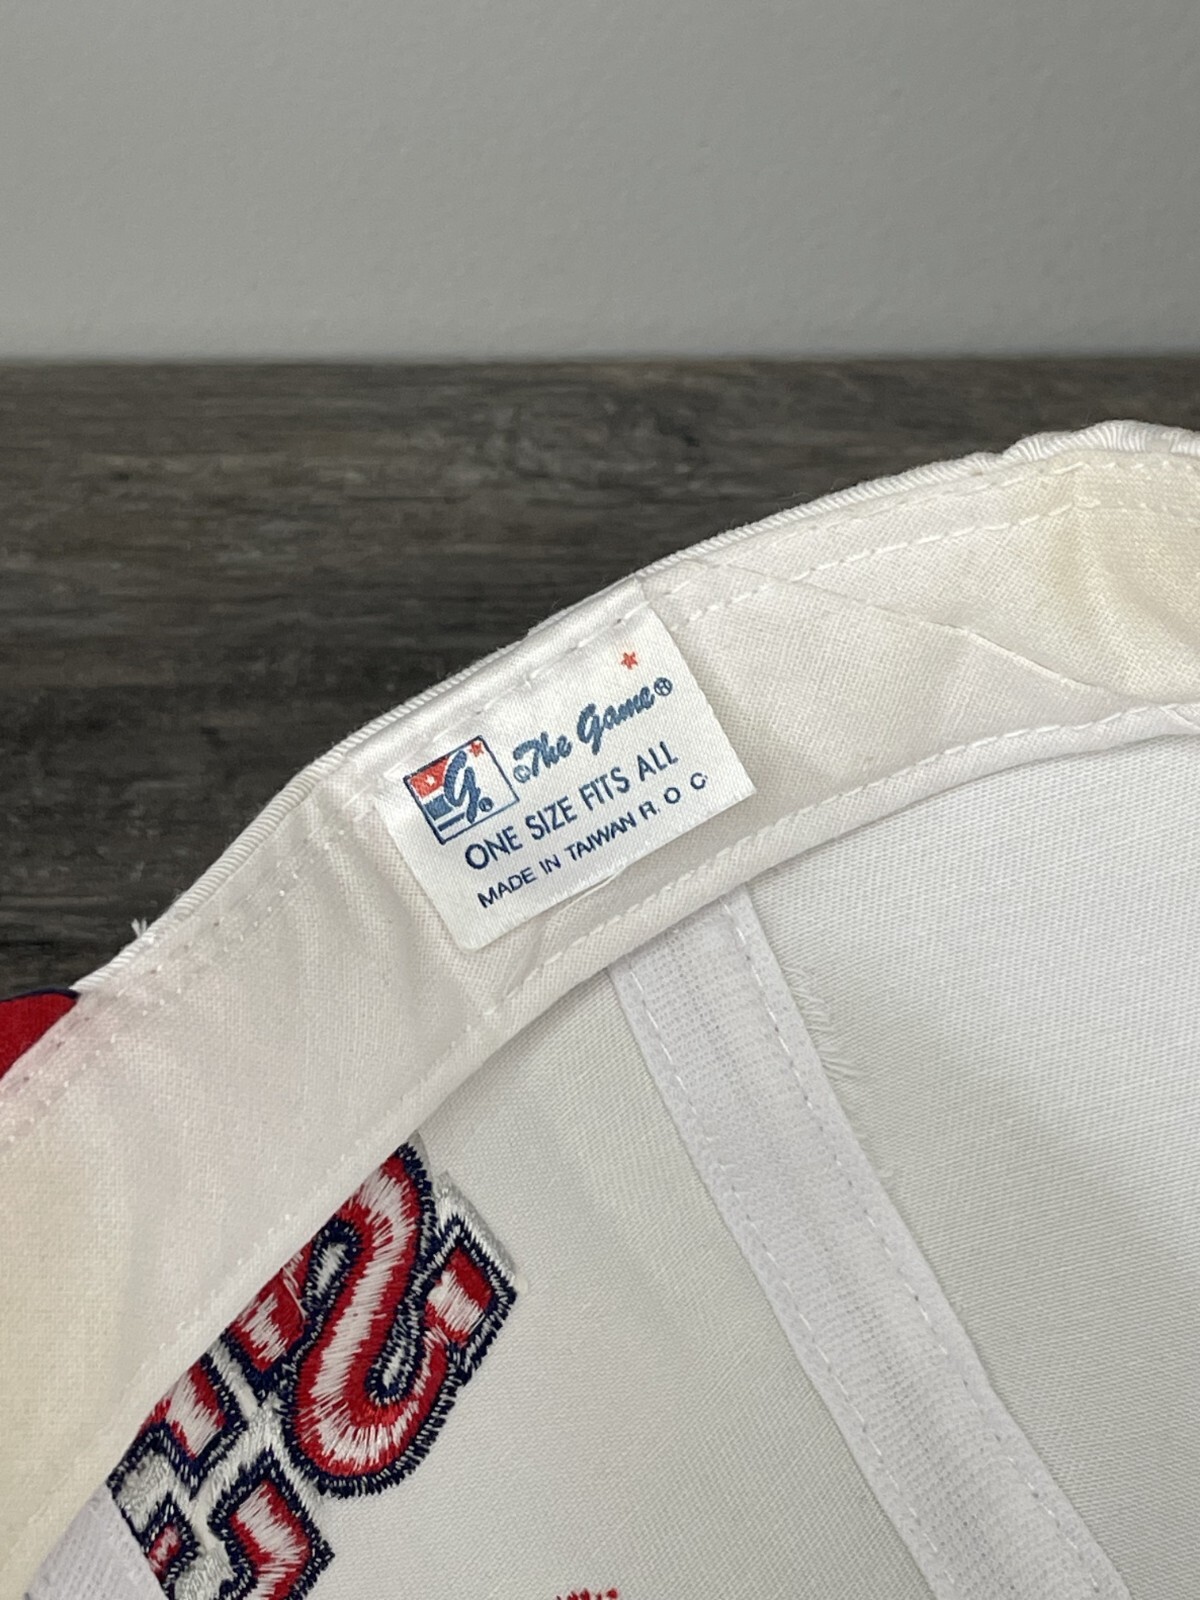 G®
©The Game®
ONE SIZE FITS ALL
MADE IN TAIWAN R. O C